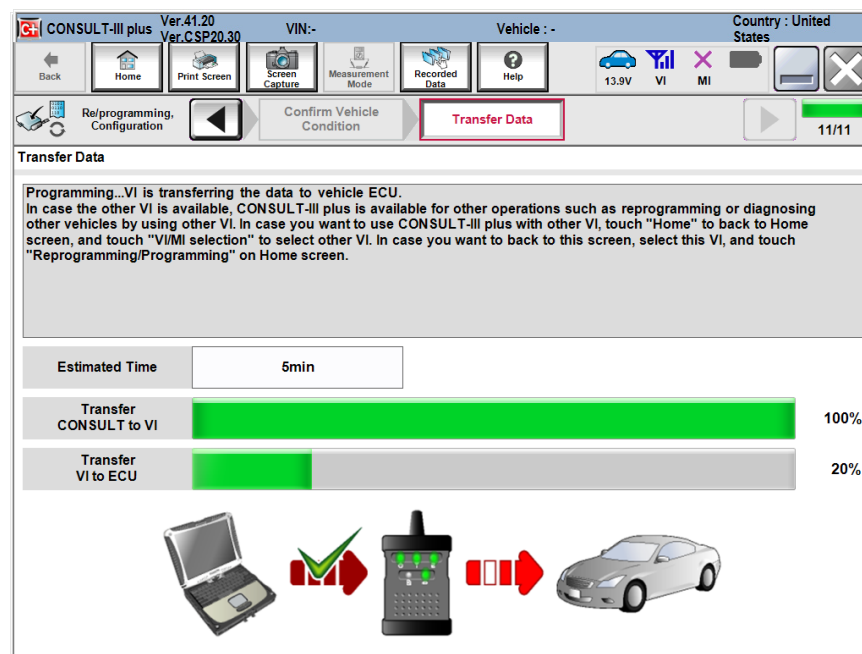 C+ CONSULT-III plus Ver.41.20 VIN:- Vehicle : - Country : United
Ver.CSP20.30 States
Back Home Print Screen Screen Capture Measurement Mode Recorded Data Help 13.9V VI MI
Re/programming, Configuration Confirm Vehicle Condition Transfer Data 11/11
Transfer Data
Programming...VI is transferring the data to vehicle ECU.
In case the other VI is available, CONSULT-III plus is available for other operations such as reprogramming or diagnosing
other vehicles by using other VI. In case you want to use CONSULT-III plus with other VI, touch "Home" to back to Home
screen, and touch "VI/MI selection" to select other VI. In case you want to back to this screen, select this VI, and touch
"Reprogramming/Programming" on Home screen.
Estimated Time 5min
Transfer
CONSULT to VI 100%
Transfer
VI to ECU 20%